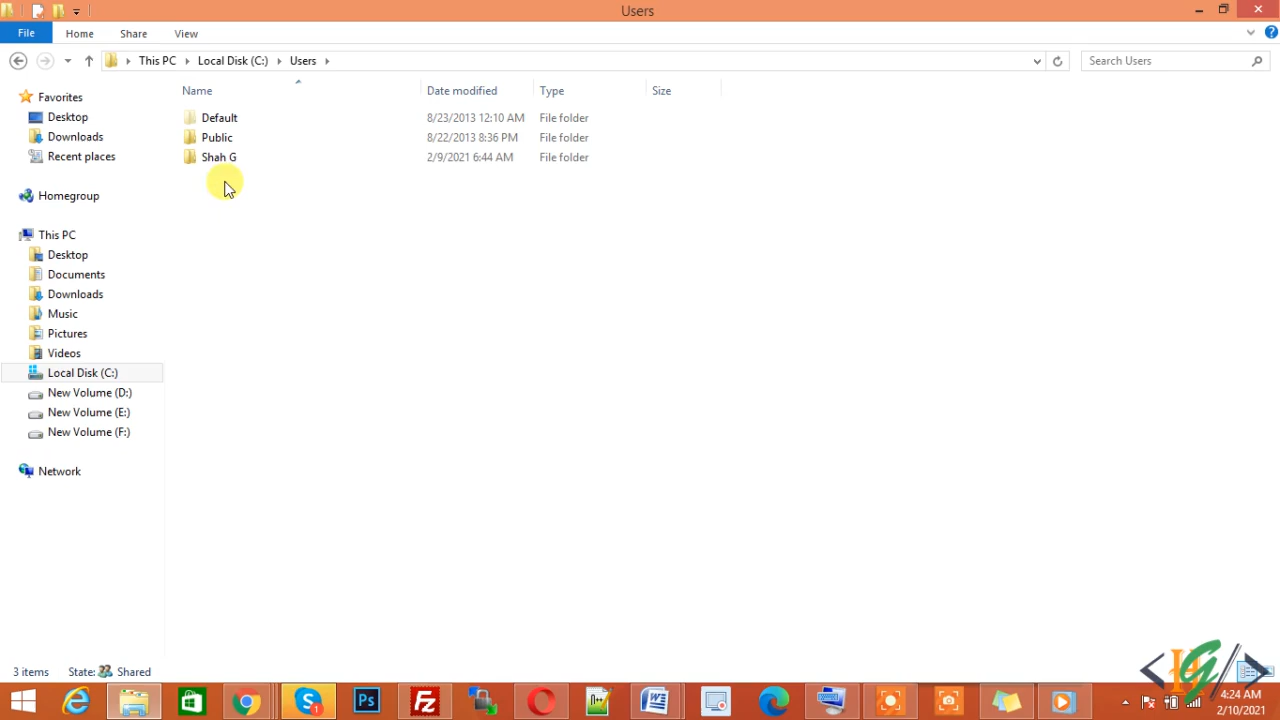 Users
File Home Share View
This PC Local Disk (C:) Users
Search Users
Name Date modified Type Size
Default 8/23/2013 12:10 AM File folder
Public 8/22/2013 8:36 PM File folder
Shah G 2/9/2021 6:44 AM File folder
Favorites
Desktop
Downloads
Recent places
Homegroup
This PC
Desktop
Documents
Downloads
Music
Pictures
Videos
Local Disk (C:)
New Volume (D:)
New Volume (E:)
New Volume (F:)
Network
3 items State: Shared
HG
Ps
Fz
4:24 AM
2/10/2021